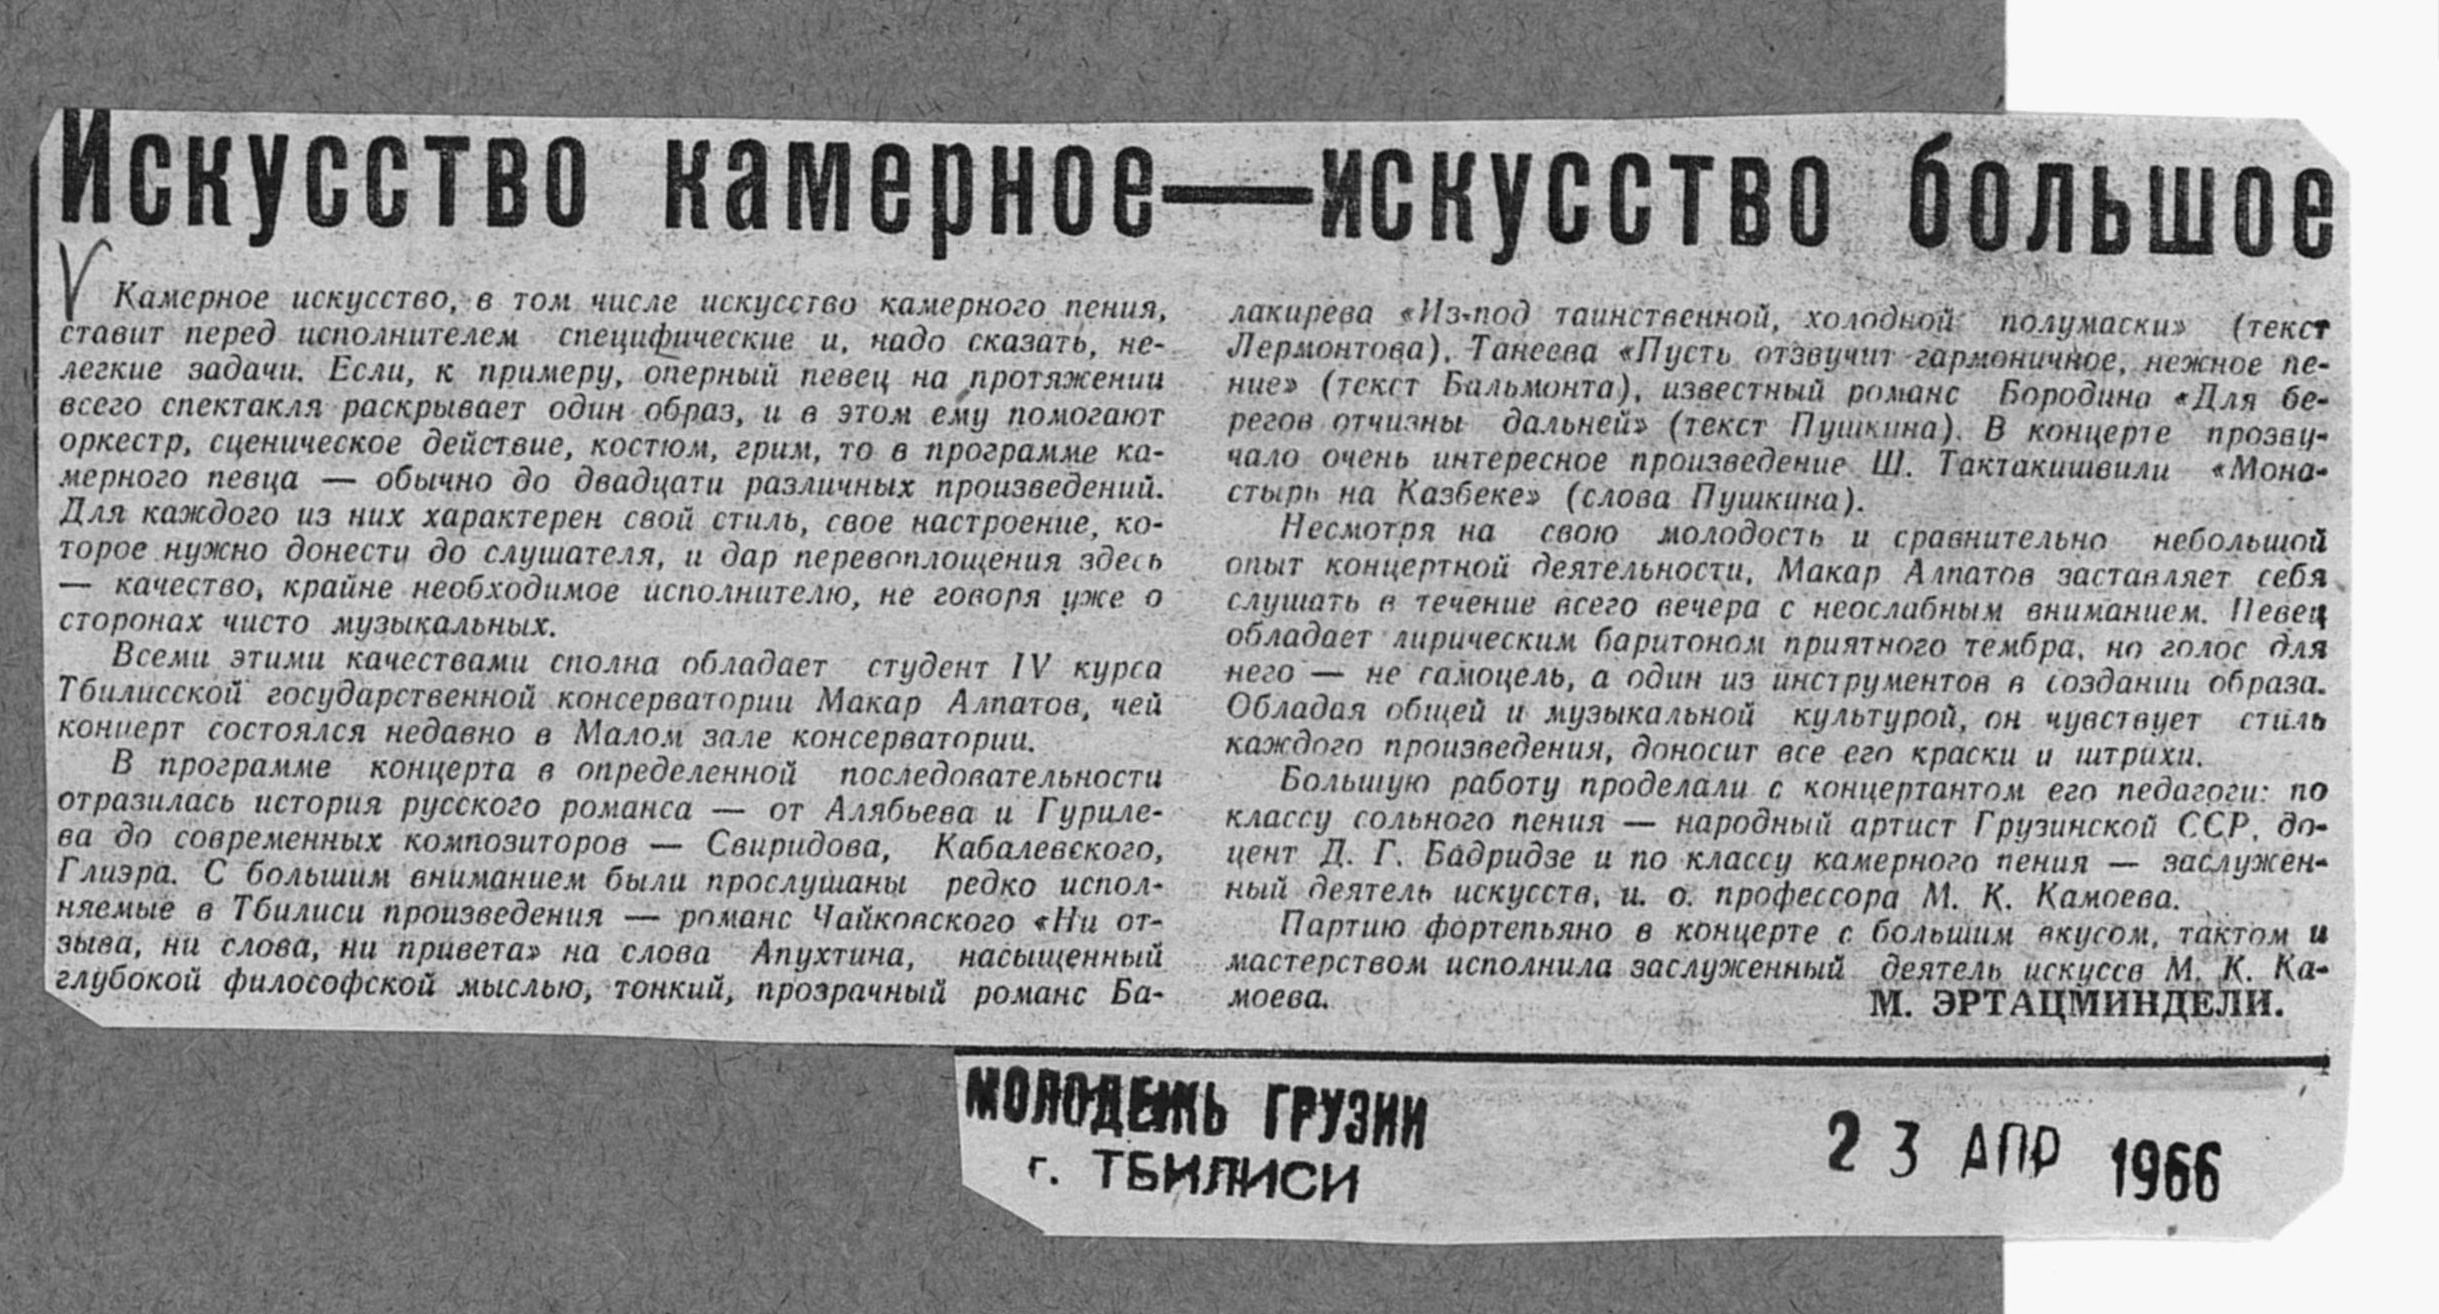 Искусство камерное—искусство большое
Камерное искусство, в том числе искусство камерного пения,
ставит перед исполнителем специфические и, надо сказать, не-
легкие задачи. Если, к примеру, оперный певец на протяжении
всего спектакля раскрывает один образ, и в этом ему помогают
оркестр, сценическое действие, костюм, грим, то в программе ка-
мерного певца — обычно до двадцати различных произведений.
Для каждого из них характерен свой стиль, свое настроение, ко-
торое нужно донести до слушателя, и дар перевоплощения здесь
— качество, крайне необходимое исполнителю, не говоря уже о
сторонах чисто музыкальных.
Всеми этими качествами сполна обладает студент IV курса
Тбилисской государственной консерватории Макар Алпатов, чей
концерт состоялся недавно в Малом зале консерватории.
В программе концерта в определенной последовательности
отразилась история русского романса — от Алябьева и Гуриле-
ва до современных композиторов — Свиридова, Кабалевского,
Глиэра. С большим вниманием были прослушаны редко испол-
няемые в Тбилиси произведения — романс Чайковского «Ни от-
зыва, ни слова, ни привета» на слова Апухтина, насыщенный
глубокой философской мыслью, тонкий, прозрачный романс Ба-
лакирева «Из-под таинственной, холодной полумаски» (текст
Лермонтова), Танеева «Пусть отзвучит гармоничное, нежное пе-
ние» (текст Бальмонта), известный романс Бородина «Для бе-
регов отчизны дальней» (текст Пушкина). В концерте прозву-
чало очень интересное произведение Ш. Тактакишвили «Мона-
стырь на Казбеке» (слова Пушкина).
Несмотря на свою молодость и сравнительно небольшой
опыт концертной деятельности, Макар Алпатов заставляет себя
слушать в течение всего вечера с неослабным вниманием. Певец
обладает лирическим баритоном приятного тембра, но голос для
него — не самоцель, а один из инструментов в создании образа.
Обладая общей и музыкальной культурой, он чувствует стиль
каждого произведения, доносит все его краски и штрихи.
Большую работу проделали с концертантом его педагоги: по
классу сольного пения — народный артист Грузинской ССР, до-
цент Д. Г. Бадридзе и по классу камерного пения — заслужен-
ный деятель искусств, и. о. профессора М. К. Камоева.
Партию фортепьяно в концерте с большим вкусом, тактом и
мастерством исполнила заслуженный деятель искуссв М. К. Ка-
моева.
М. ЭРТАЦМИНДЕЛИ.
МОЛОДЕЖЬ ГРУЗИИ
г. ТБИЛИСИ
23 АПР 1966